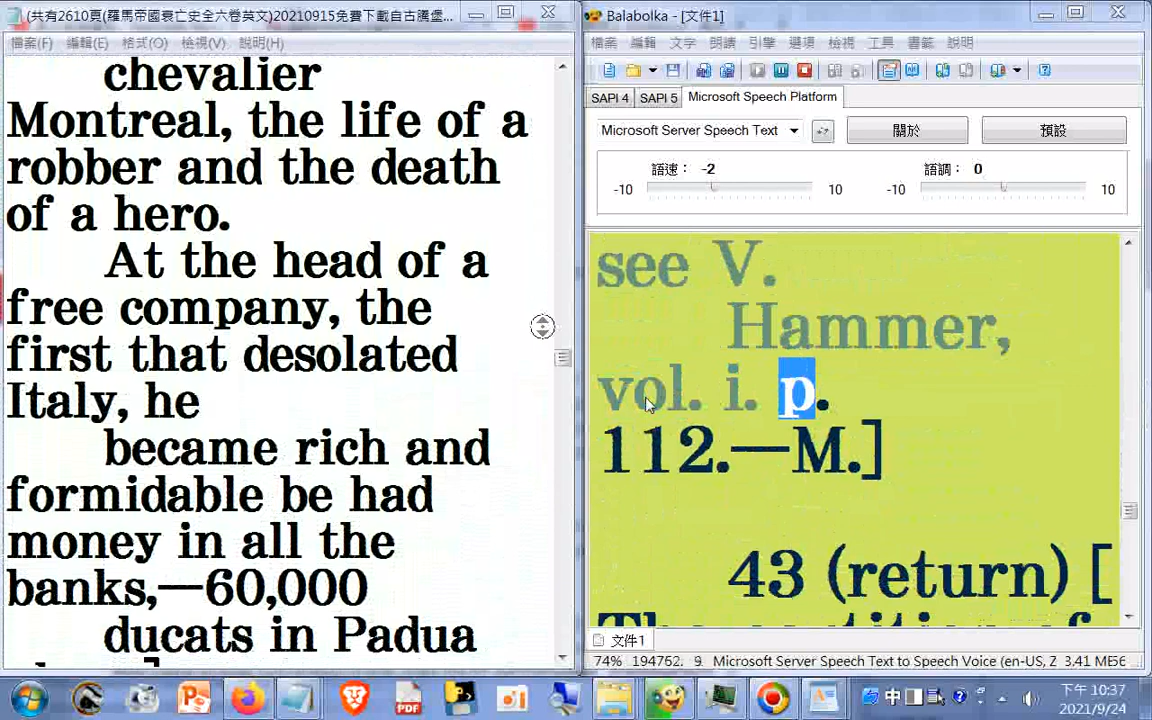 (共有2610頁(羅馬帝國衰亡史全六卷英文)20210915免費下載自古騰堡...
檔案(F) 編輯(E) 格式(O) 檢視(V) 說明(H)
chevalier
Montreal, the life of a
robber and the death
of a hero.
At the head of a
free company, the
first that desolated
Italy, he
became rich and
formidable be had
money in all the
banks,—60,000
ducats in Padua
Balabolka - [文件1]
檔案 編輯 文字 朗讀 引擎 選項 檢視 工具 書籤 說明
SAPI 4 SAPI 5 Microsoft Speech Platform
Microsoft Server Speech Text 關於 預設
語速： -2 語調： 0
-10 10 -10 10
see V.
Hammer,
vol. i. p.
112.—M.]
43 (return) [
The partition of
文件1
74% 194762. 9 Microsoft Server Speech Text to Speech Voice (en-US, Z 3.41 МБ
中
下午 10:37
2021/9/24